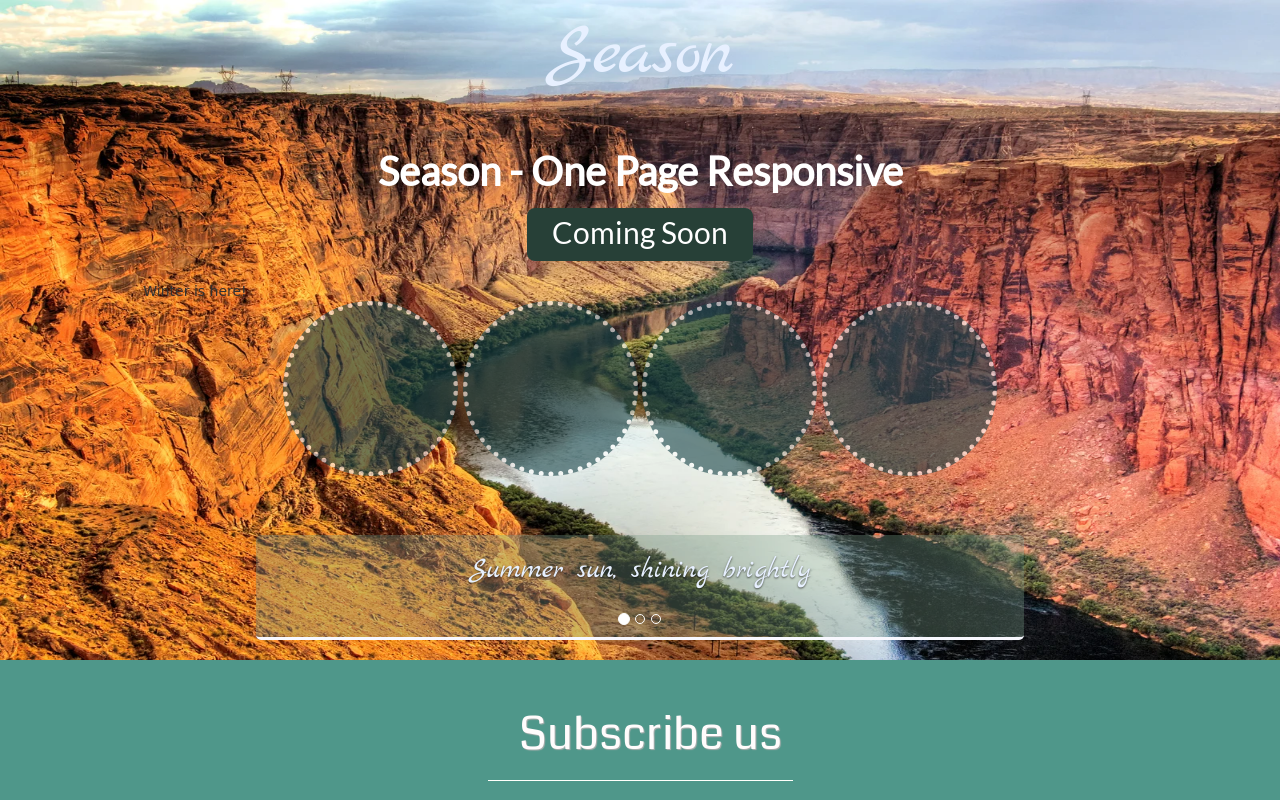 Season
Season - One Page Responsive
Coming Soon
Winter is here!
Summer sun, shining brightly
Subscribe us